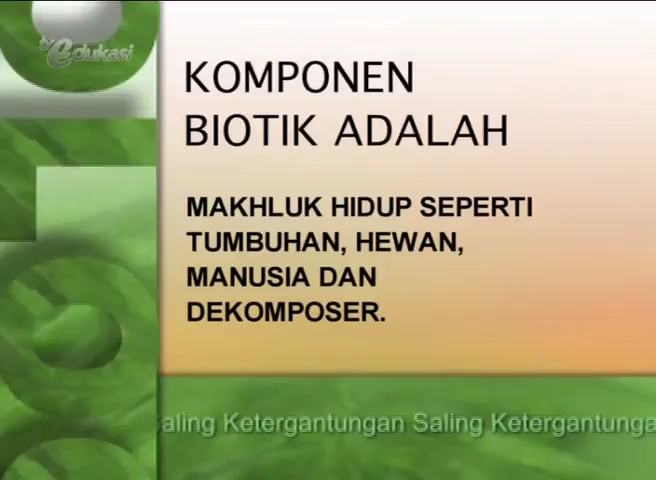 tv edukasi
KOMPONEN
BIOTIK ADALAH
MAKHLUK HIDUP SEPERTI
TUMBUHAN, HEWAN,
MANUSIA DAN
DEKOMPOSER.
Saling Ketergantungan Saling Ketergantunga